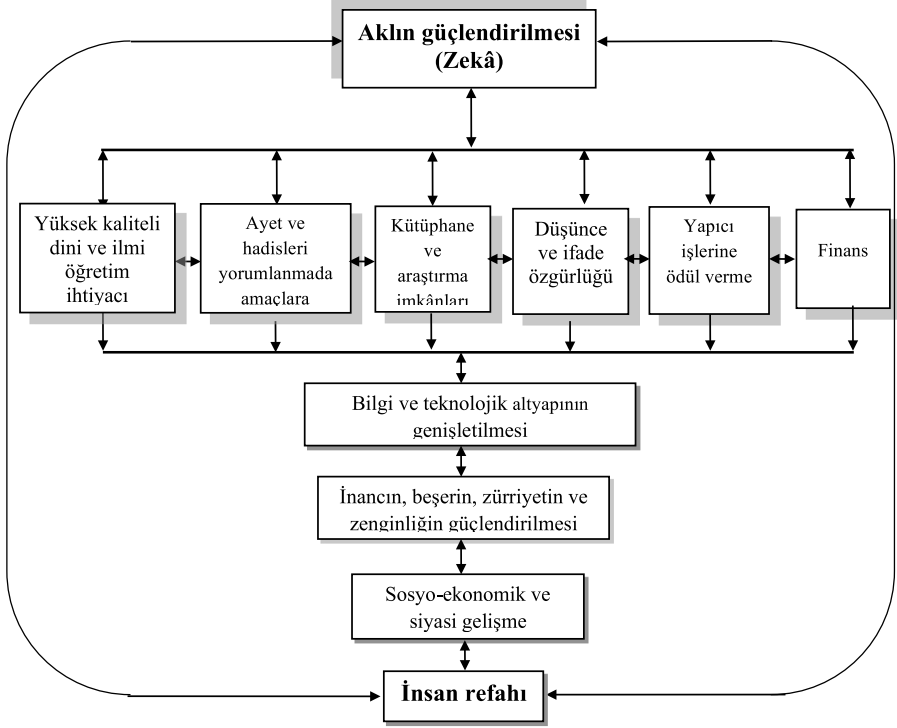 Aklın güçlendirilmesi
(Zekâ)
Yüksek kaliteli
dini ve ilmi
öğretim
ihtiyacı
Ayet ve
hadisleri
yorumlanmada
amaçlara
Kütüphane
ve
araştırma
imkânları
Düşünce
ve ifade
özgürlüğü
Yapıcı
işlerine
ödül verme
Finans
Bilgi ve teknolojik altyapının
genişletilmesi
İnancın, beşerin, zürriyetin ve
zenginliğin güçlendirilmesi
Sosyo-ekonomik ve
siyasi gelişme
İnsan refahı